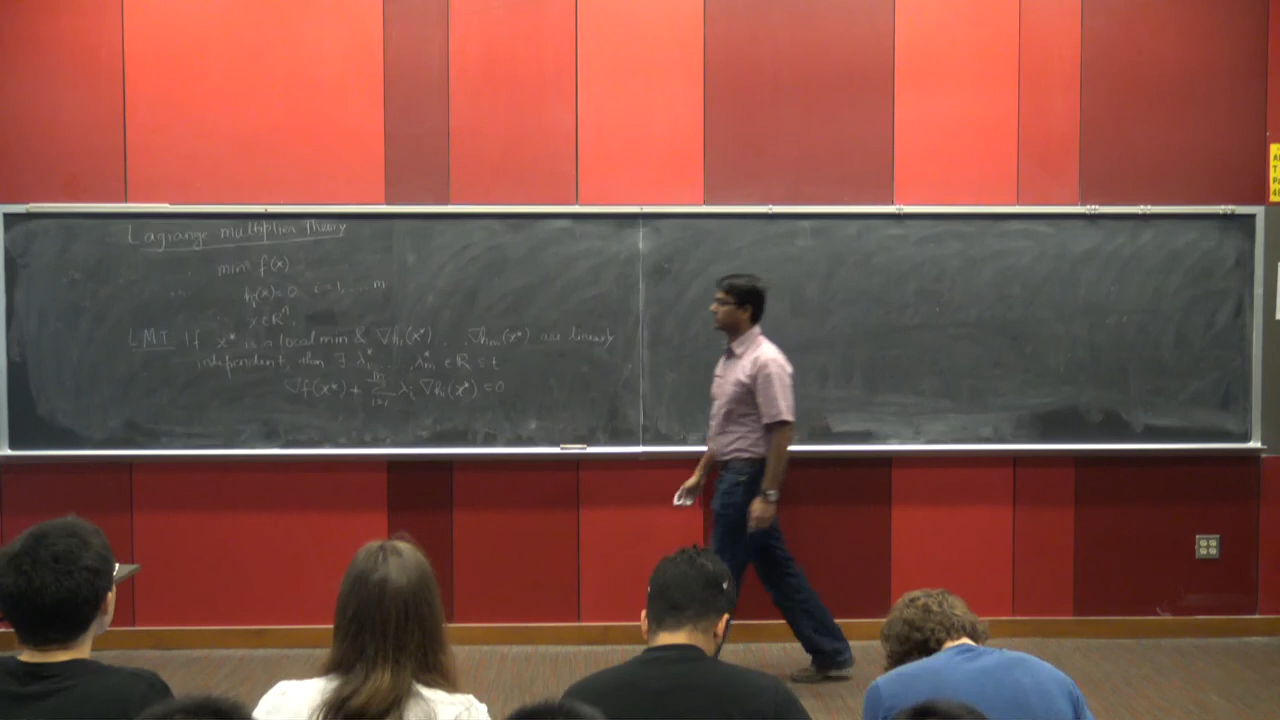 Lagrange multiplier Theory
min f(x)
h_i(x)=0 i=1,...m
x∈R^n.
LMT If x* is a local min & ∇h_1(x*)...∇h_m(x*) are linearly
independent, then ∃ λ_1*,...,λ_m* ∈ R s.t
∇f(x*) + Σ_{i=1}^m λ_i ∇h_i(x*) = 0